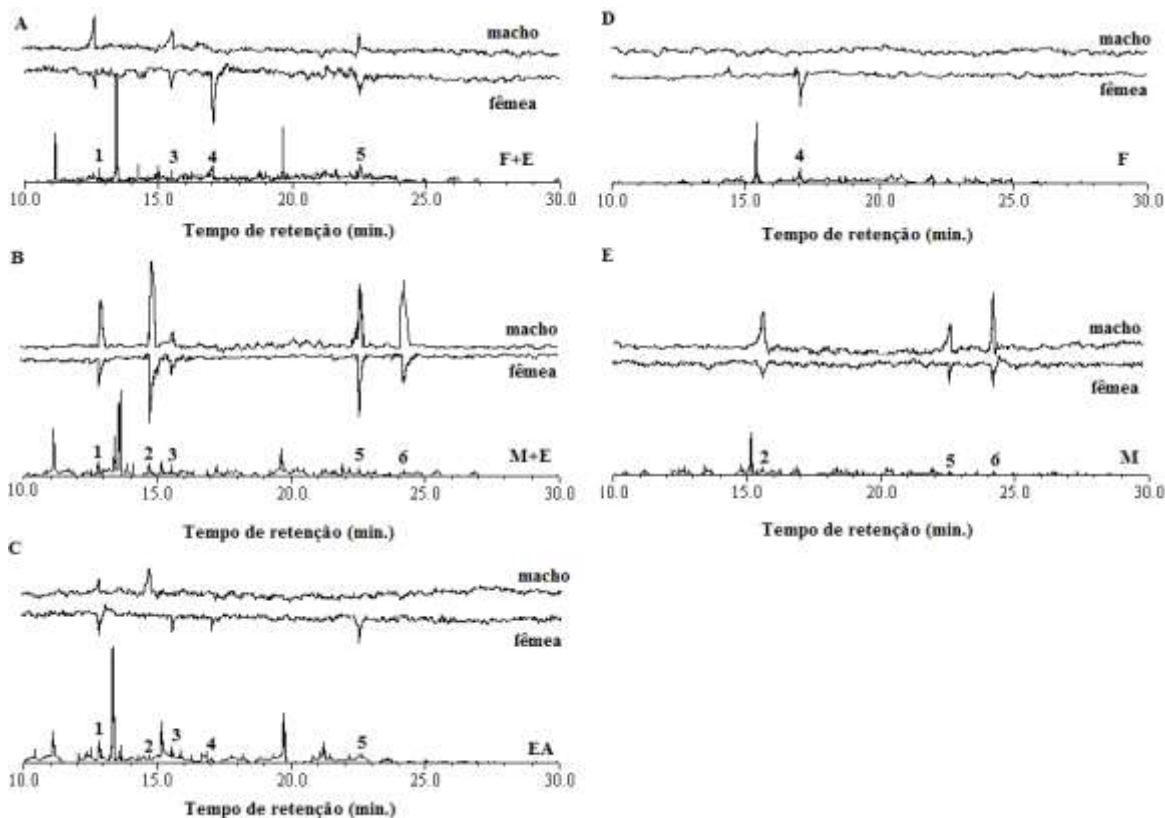 A
macho
fêmea
1 3 4 5 F+E
10.0 15.0 20.0 25.0 30.0
Tempo de retenção (min.)
B
macho
fêmea
1 2 3 5 6 M+E
10.0 15.0 20.0 25.0 30.0
Tempo de retenção (min.)
C
macho
fêmea
1 2 3 4 5 EA
10.0 15.0 20.0 25.0 30.0
Tempo de retenção (min.)
D
macho
fêmea
4 F
10.0 15.0 20.0 25.0 30.0
Tempo de retenção (min.)
E
macho
fêmea
2 5 6 M
10.0 15.0 20.0 25.0 30.0
Tempo de retenção (min.)